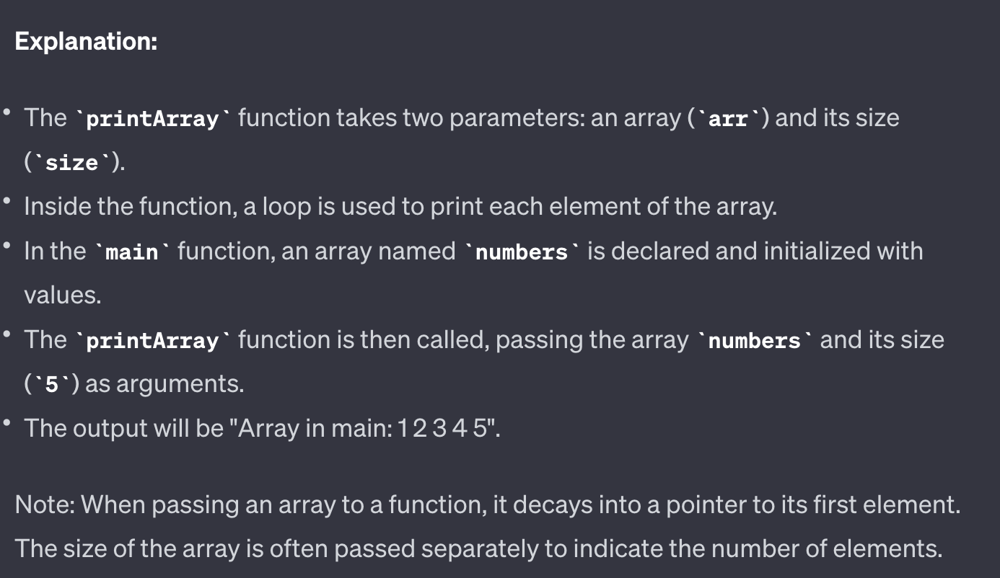 Explanation:
• The `printArray` function takes two parameters: an array (`arr`) and its size
(`size`).
• Inside the function, a loop is used to print each element of the array.
• In the `main` function, an array named `numbers` is declared and initialized with
values.
• The `printArray` function is then called, passing the array `numbers` and its size
(`5`) as arguments.
• The output will be "Array in main: 1 2 3 4 5".
Note: When passing an array to a function, it decays into a pointer to its first element.
The size of the array is often passed separately to indicate the number of elements.